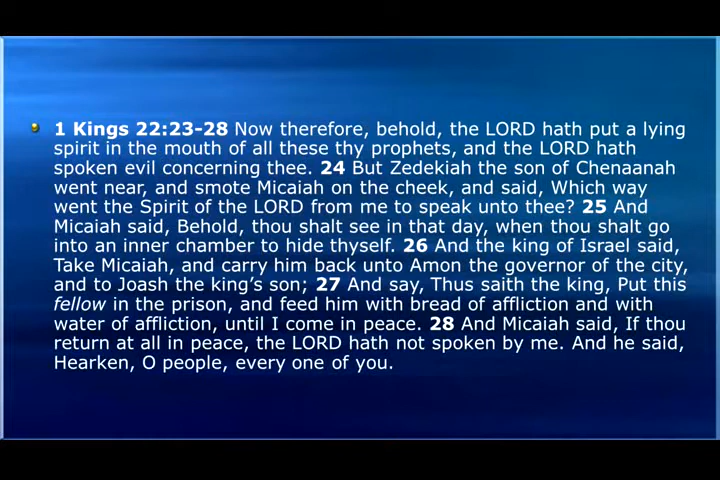 1 Kings 22:23-28 Now therefore, behold, the LORD hath put a lying
spirit in the mouth of all these thy prophets, and the LORD hath
spoken evil concerning thee. 24 But Zedekiah the son of Chenaanah
went near, and smote Micaiah on the cheek, and said, Which way
went the Spirit of the LORD from me to speak unto thee? 25 And
Micaiah said, Behold, thou shalt see in that day, when thou shalt go
into an inner chamber to hide thyself. 26 And the king of Israel said,
Take Micaiah, and carry him back unto Amon the governor of the city,
and to Joash the king's son; 27 And say, Thus saith the king, Put this
fellow in the prison, and feed him with bread of affliction and with
water of affliction, until I come in peace. 28 And Micaiah said, If thou
return at all in peace, the LORD hath not spoken by me. And he said,
Hearken, O people, every one of you.